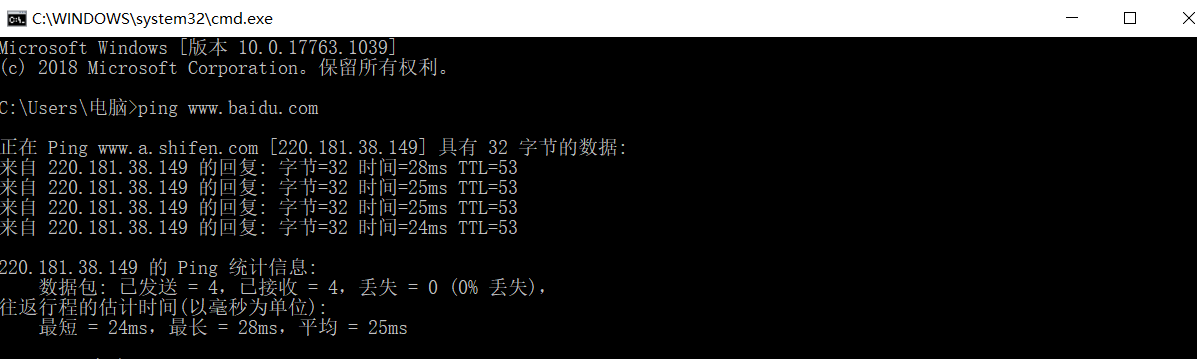 C:\WINDOWS\system32\cmd.exe
Microsoft Windows [版本 10.0.17763.1039]
(c) 2018 Microsoft Corporation。保留所有权利。
C:\Users\电脑>ping www.baidu.com
正在 Ping www.a.shifen.com [220.181.38.149] 具有 32 字节的数据:
来自 220.181.38.149 的回复: 字节=32 时间=28ms TTL=53
来自 220.181.38.149 的回复: 字节=32 时间=25ms TTL=53
来自 220.181.38.149 的回复: 字节=32 时间=25ms TTL=53
来自 220.181.38.149 的回复: 字节=32 时间=24ms TTL=53
220.181.38.149 的 Ping 统计信息:
数据包: 已发送 = 4，已接收 = 4，丢失 = 0 (0% 丢失)，
往返行程的估计时间(以毫秒为单位):
最短 = 24ms，最长 = 28ms，平均 = 25ms